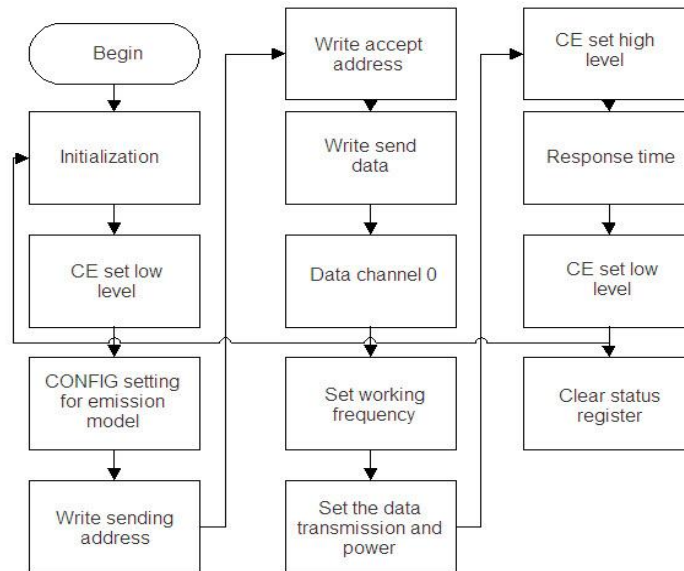 Begin
Initialization
CE set low
level
CONFIG setting
for emission
model
Write sending
address
Write accept
address
Write send
data
Data channel 0
Set working
frequency
Set the data
transmission and
power
CE set high
level
Response time
CE set low
level
Clear status
register